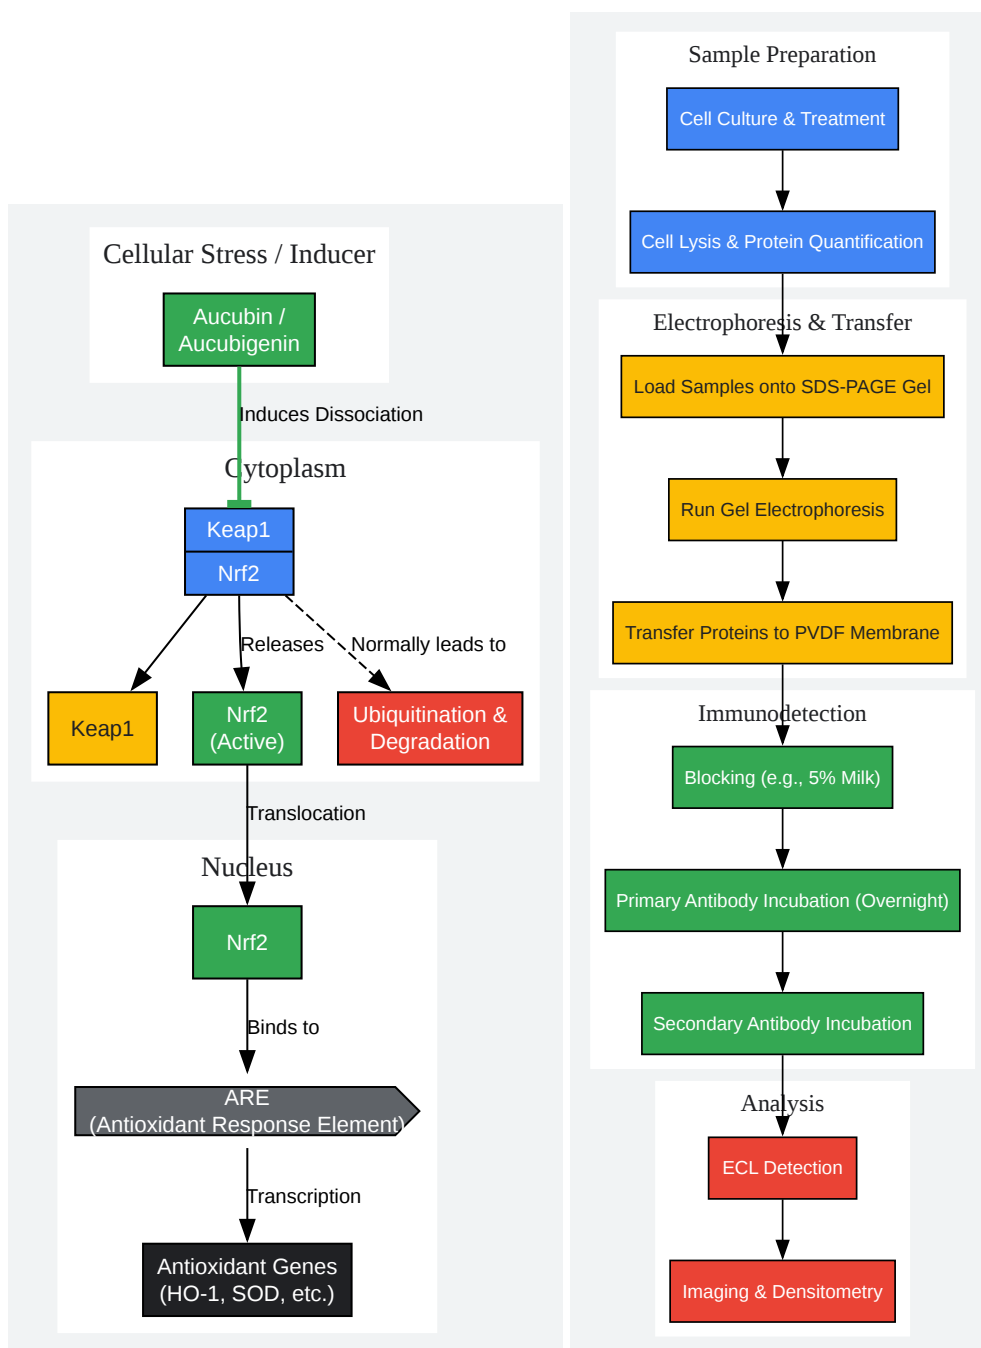 Cellular Stress / Inducer
Aucubin /
Aucubigenin
Induces Dissociation
Cytoplasm
Keap1
Nrf2
Releases
Normally leads to
Keap1
Nrf2
(Active)
Ubiquitination &
Degradation
Translocation
Nucleus
Nrf2
Binds to
ARE
(Antioxidant Response Element)
Transcription
Antioxidant Genes
(HO-1, SOD, etc.)
Sample Preparation
Cell Culture & Treatment
Cell Lysis & Protein Quantification
Electrophoresis & Transfer
Load Samples onto SDS-PAGE Gel
Run Gel Electrophoresis
Transfer Proteins to PVDF Membrane
Immunodetection
Blocking (e.g., 5% Milk)
Primary Antibody Incubation (Overnight)
Secondary Antibody Incubation
Analysis
ECL Detection
Imaging & Densitometry